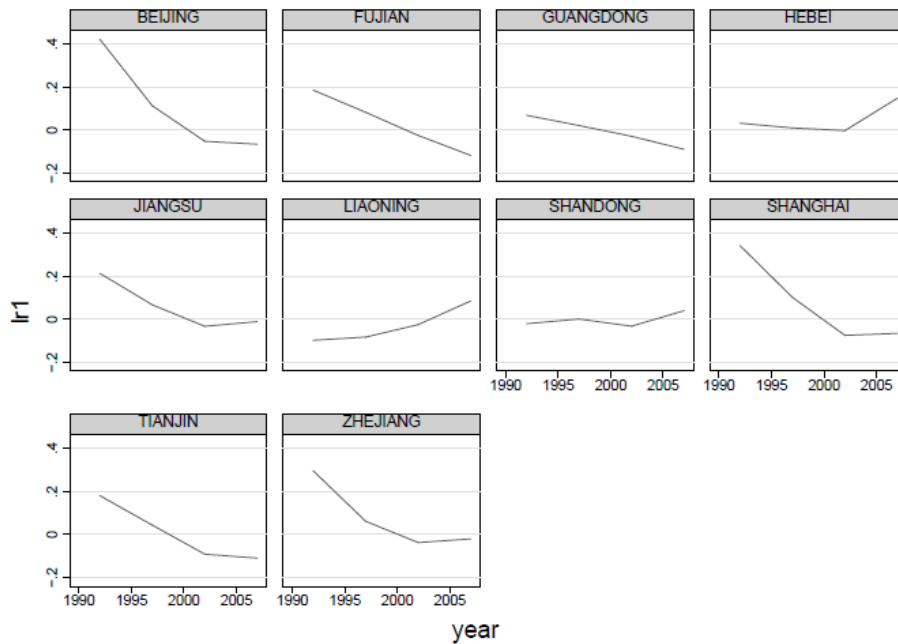 BEIJING FUJIAN GUANGDONG HEBEI
.4
.2
0
-.2
JIANGSU LIAONING SHANDONG SHANGHAI
.4
.2
0
-.2
1990 1995 2000 2005 1990 1995 2000 2005
TIANJIN ZHEJIANG
.4
.2
0
-.2
1990 1995 2000 2005 1990 1995 2000 2005
lr1
year